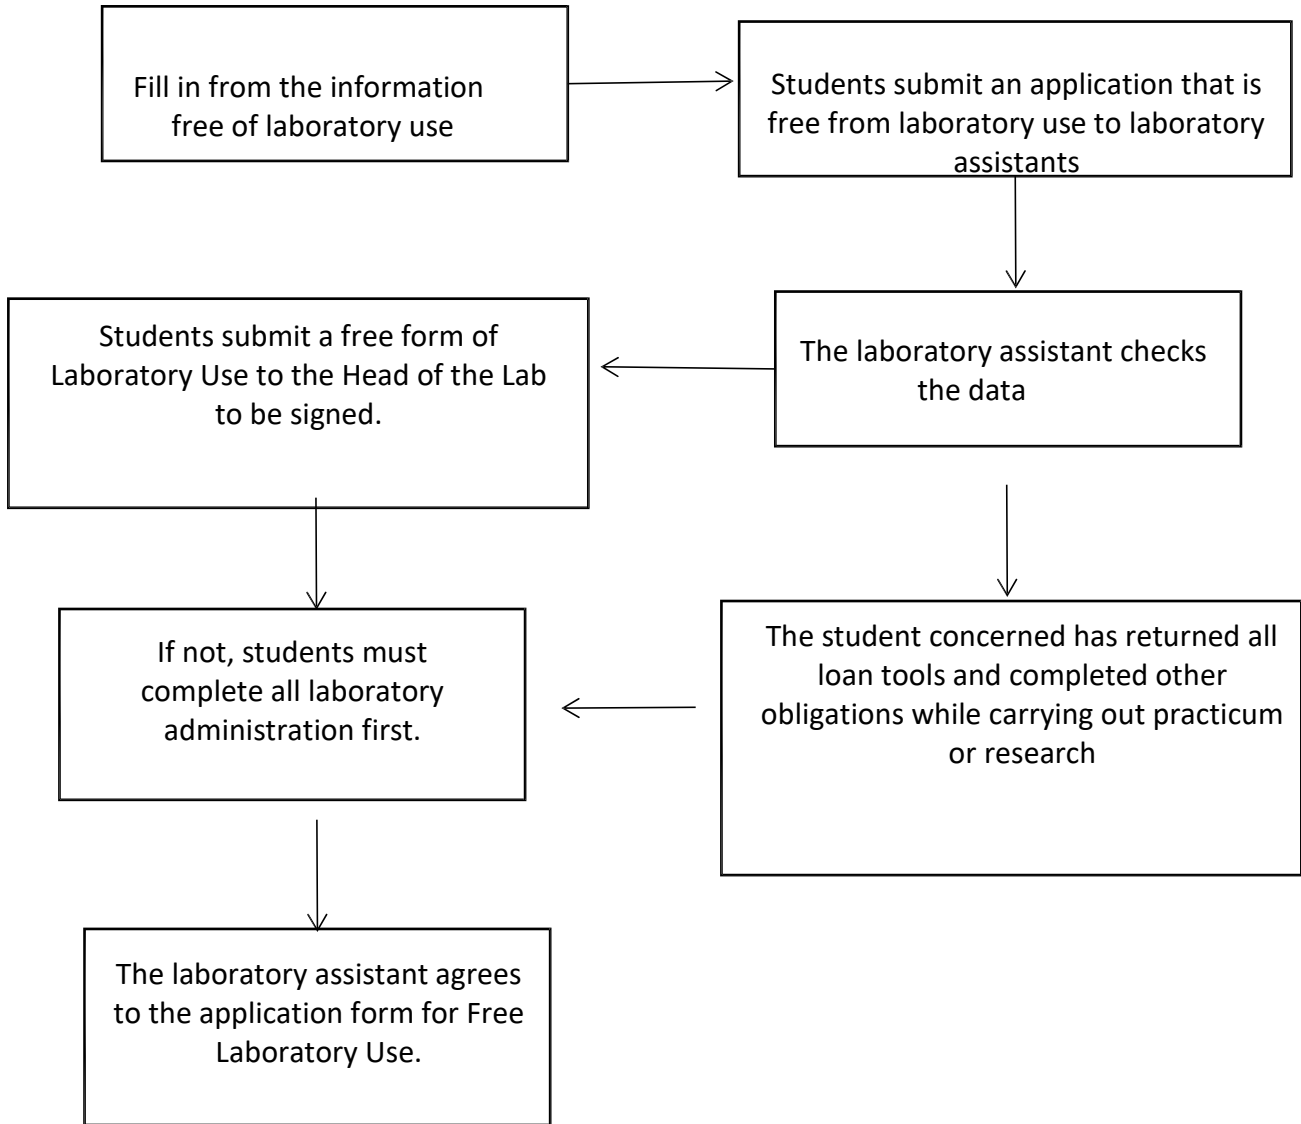 Fill in from the information
free of laboratory use
Students submit an application that is
free from laboratory use to laboratory
assistants
Students submit a free form of
Laboratory Use to the Head of the Lab
to be signed.
The laboratory assistant checks
the data
If not, students must
complete all laboratory
administration first.
The student concerned has returned all
loan tools and completed other
obligations while carrying out practicum
or research
The laboratory assistant agrees
to the application form for Free
Laboratory Use.